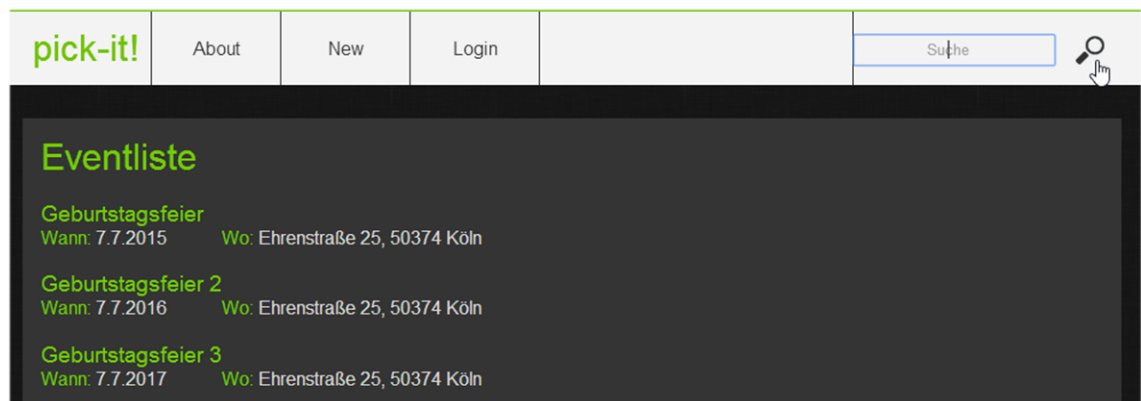 pick-it! About New Login Suche
Eventliste
Geburtstagsfeier
Wann: 7.7.2015 Wo: Ehrenstraße 25, 50374 Köln
Geburtstagsfeier 2
Wann: 7.7.2016 Wo: Ehrenstraße 25, 50374 Köln
Geburtstagsfeier 3
Wann: 7.7.2017 Wo: Ehrenstraße 25, 50374 Köln